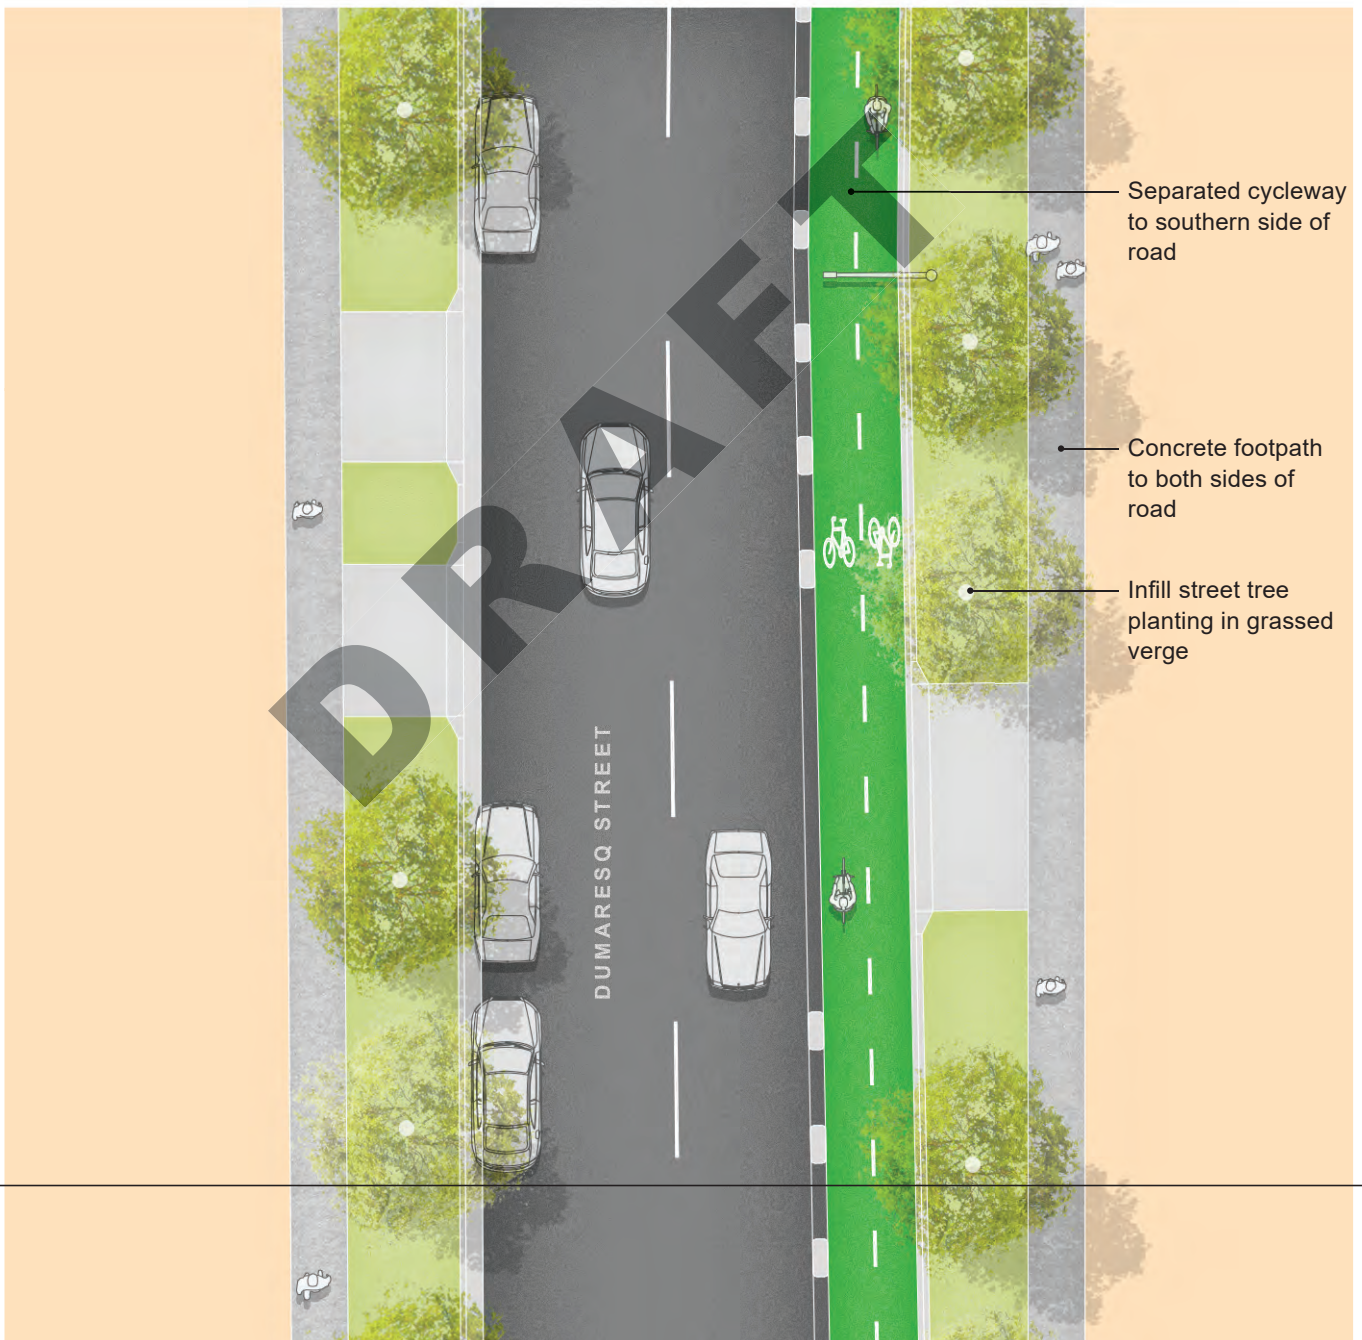 Separated cycleway
to southern side of
road
Concrete footpath
to both sides of
road
Infill street tree
planting in grassed
verge
DUMARESQ STREET
DRAFT